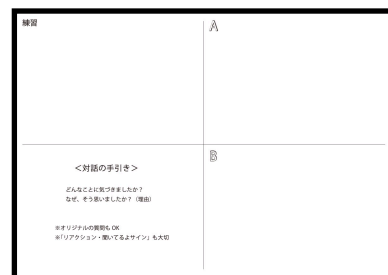 練習
A
＜対話の手引き＞
どんなことに気づきましたか？
なぜ、そう思いましたか？（理由）
※オリジナルの質問も OK
※「リアクション・聞いてるよサイン」も大切
B